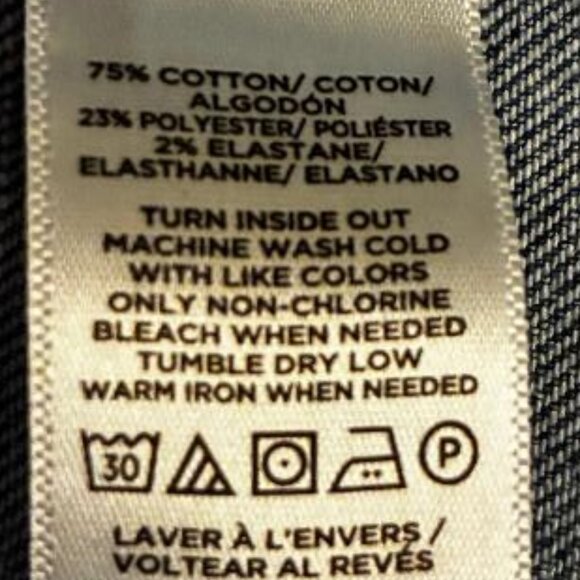 75% COTTON/ COTON/
ALGODÓN
23% POLYESTER/ POLIÉSTER
2% ELASTANE/
ELASTHANNE/ ELASTANO
TURN INSIDE OUT
MACHINE WASH COLD
WITH LIKE COLORS
ONLY NON-CHLORINE
BLEACH WHEN NEEDED
TUMBLE DRY LOW
WARM IRON WHEN NEEDED
30 P
LAVER À L'ENVERS /
VOLTEAR AL REVÉS